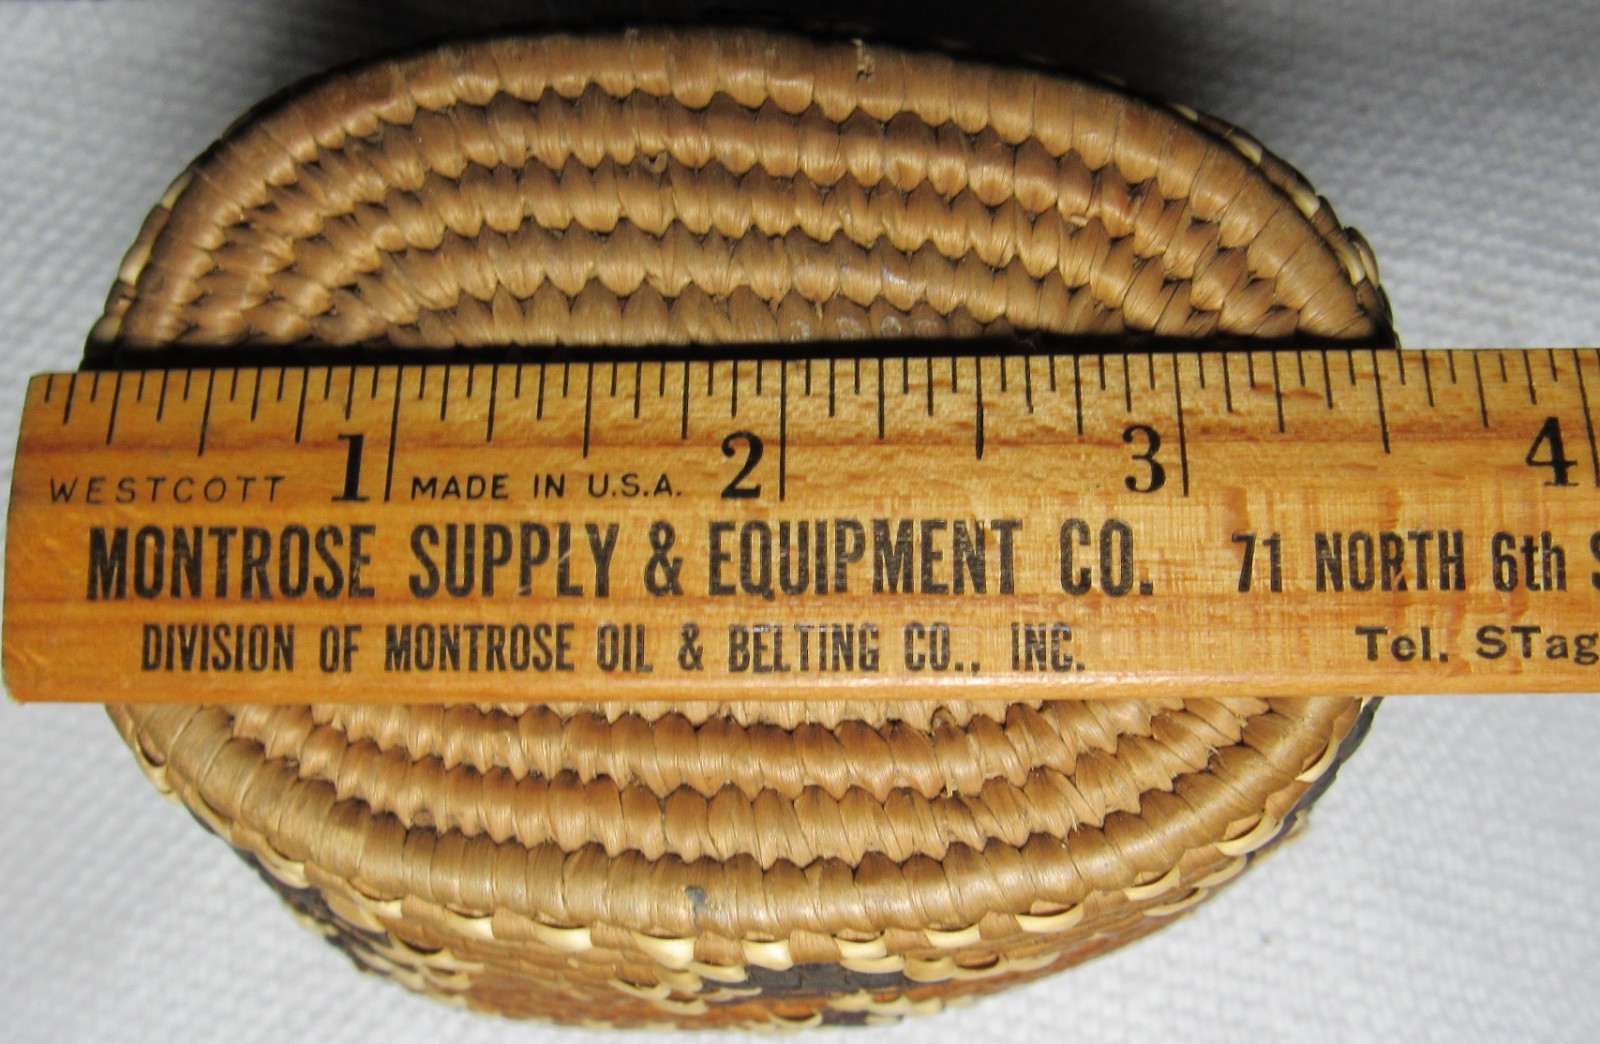 1 2 3 4
WESTCOTT MADE IN U.S.A.
MONTROSE SUPPLY & EQUIPMENT CO. 71 NORTH 6th
DIVISION OF MONTROSE OIL & BELTING CO., INC. Tel. STag